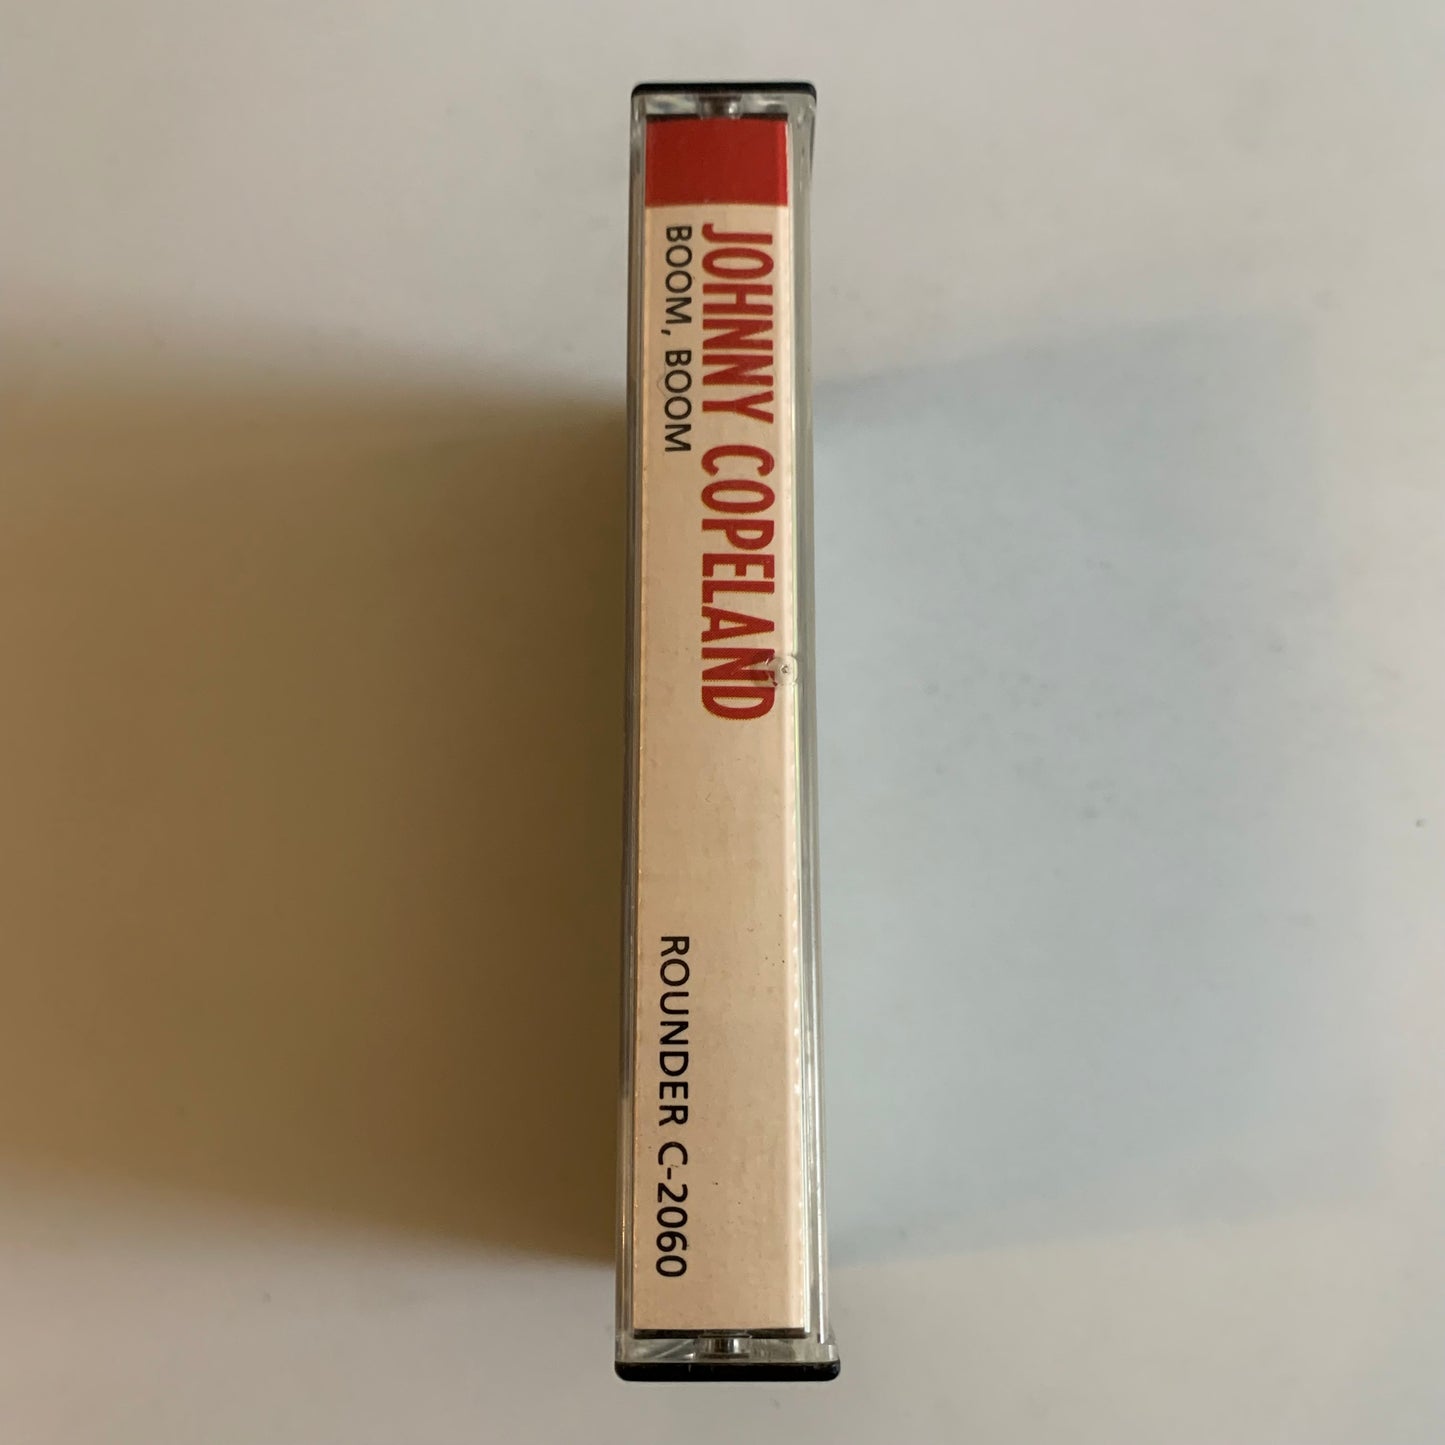 JOHNNY COPELAND
BOOM, BOOM
ROUNDER C-2060